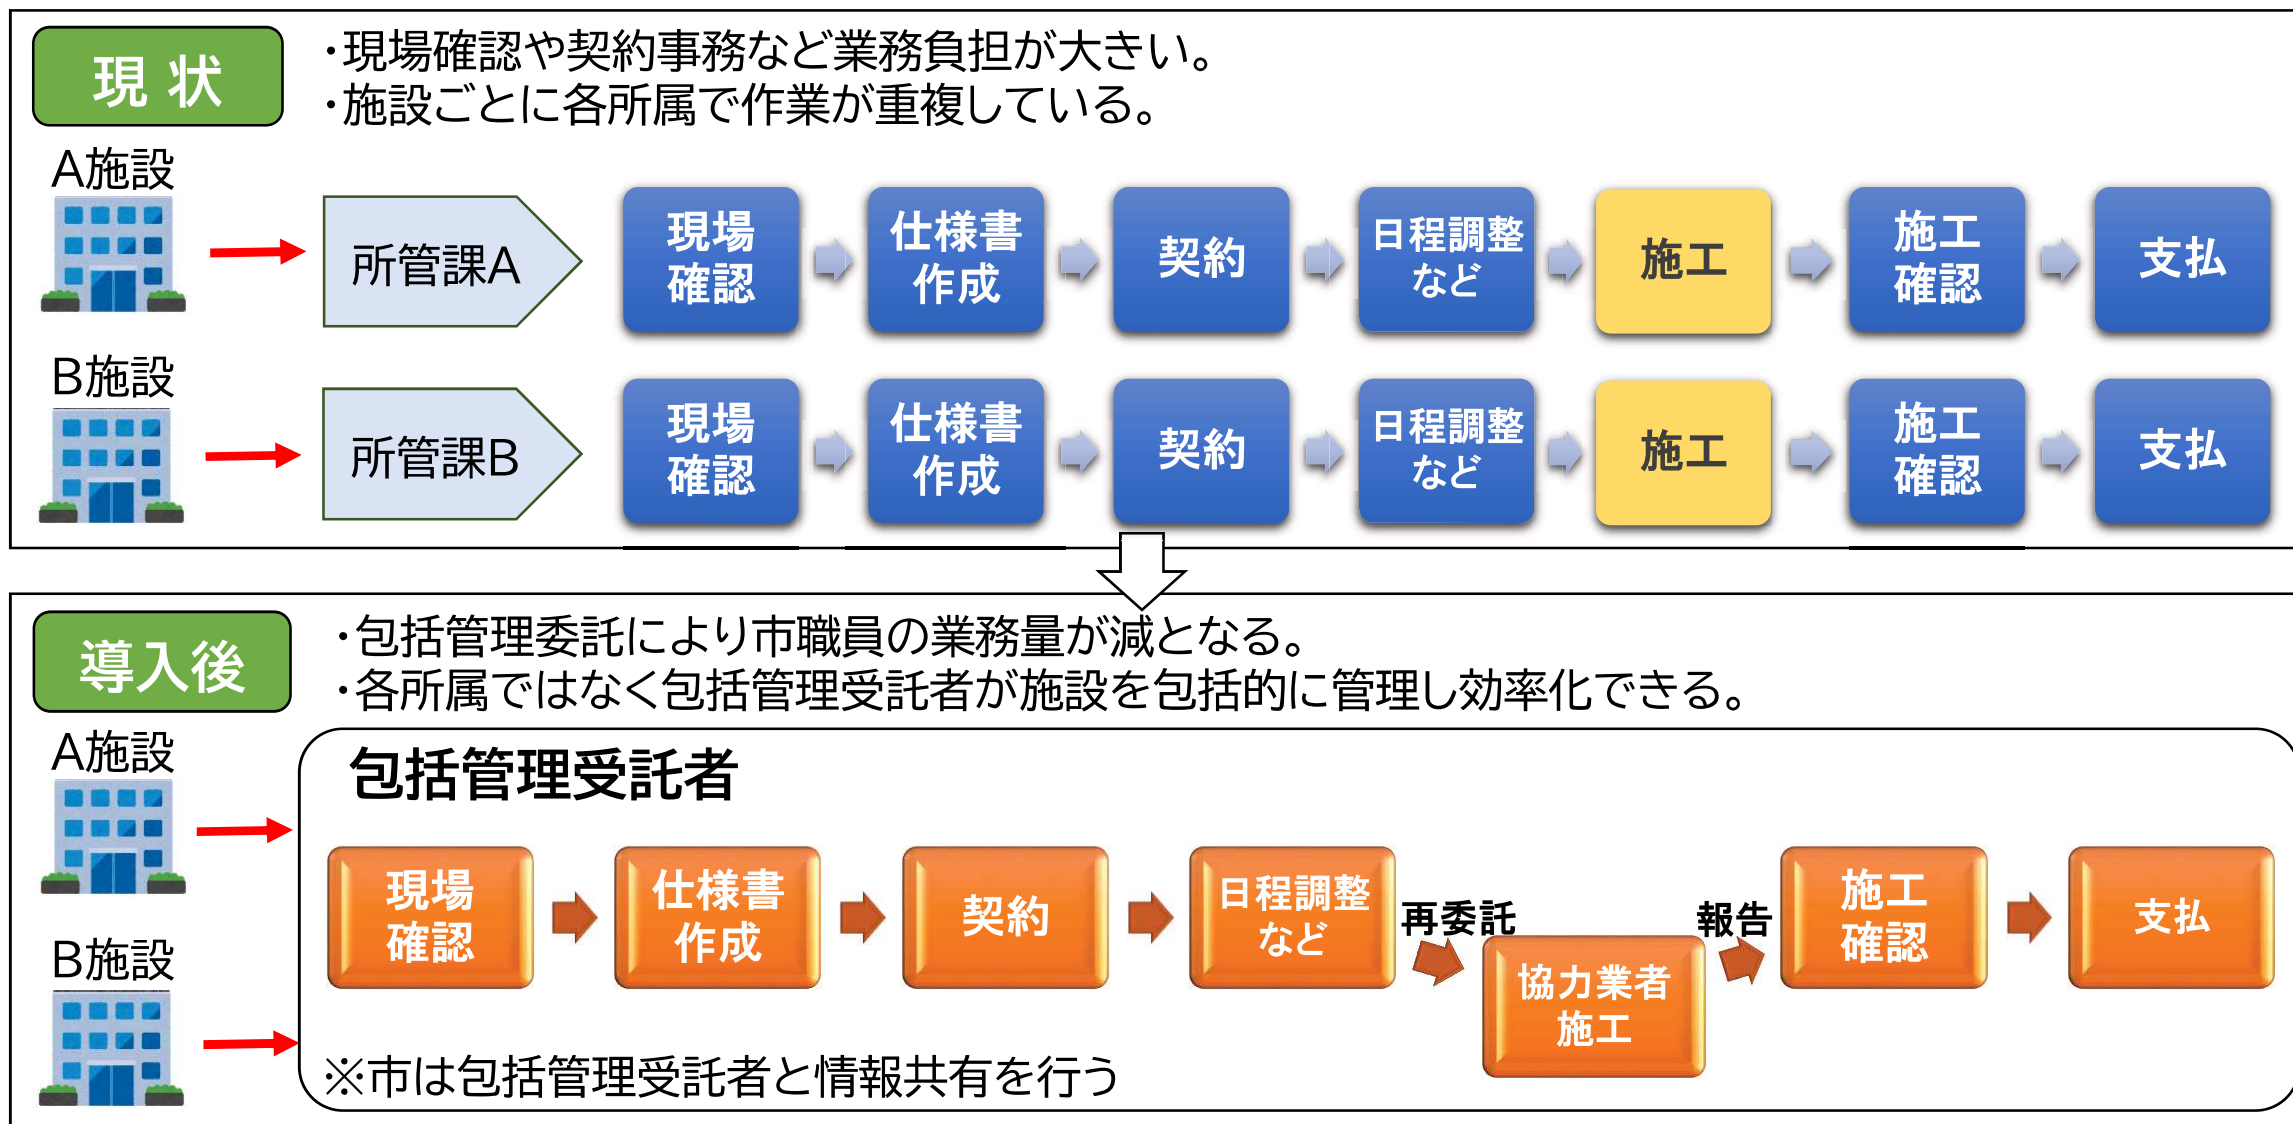 現 状
・現場確認や契約事務など業務負担が大きい。
・施設ごとに各所属で作業が重複している。
A施設
所管課A
現場
確認
仕様書
作成
契約
日程調整
など
施工
施工
確認
支払
B施設
所管課B
現場
確認
仕様書
作成
契約
日程調整
など
施工
施工
確認
支払
導入後
・包括管理委託により市職員の業務量が減となる。
・各所属ではなく包括管理受託者が施設を包括的に管理し効率化できる。
A施設
B施設
包括管理受託者
現場
確認
仕様書
作成
契約
日程調整
など
再委託
協力業者
施工
報告
施工
確認
支払
※市は包括管理受託者と情報共有を行う